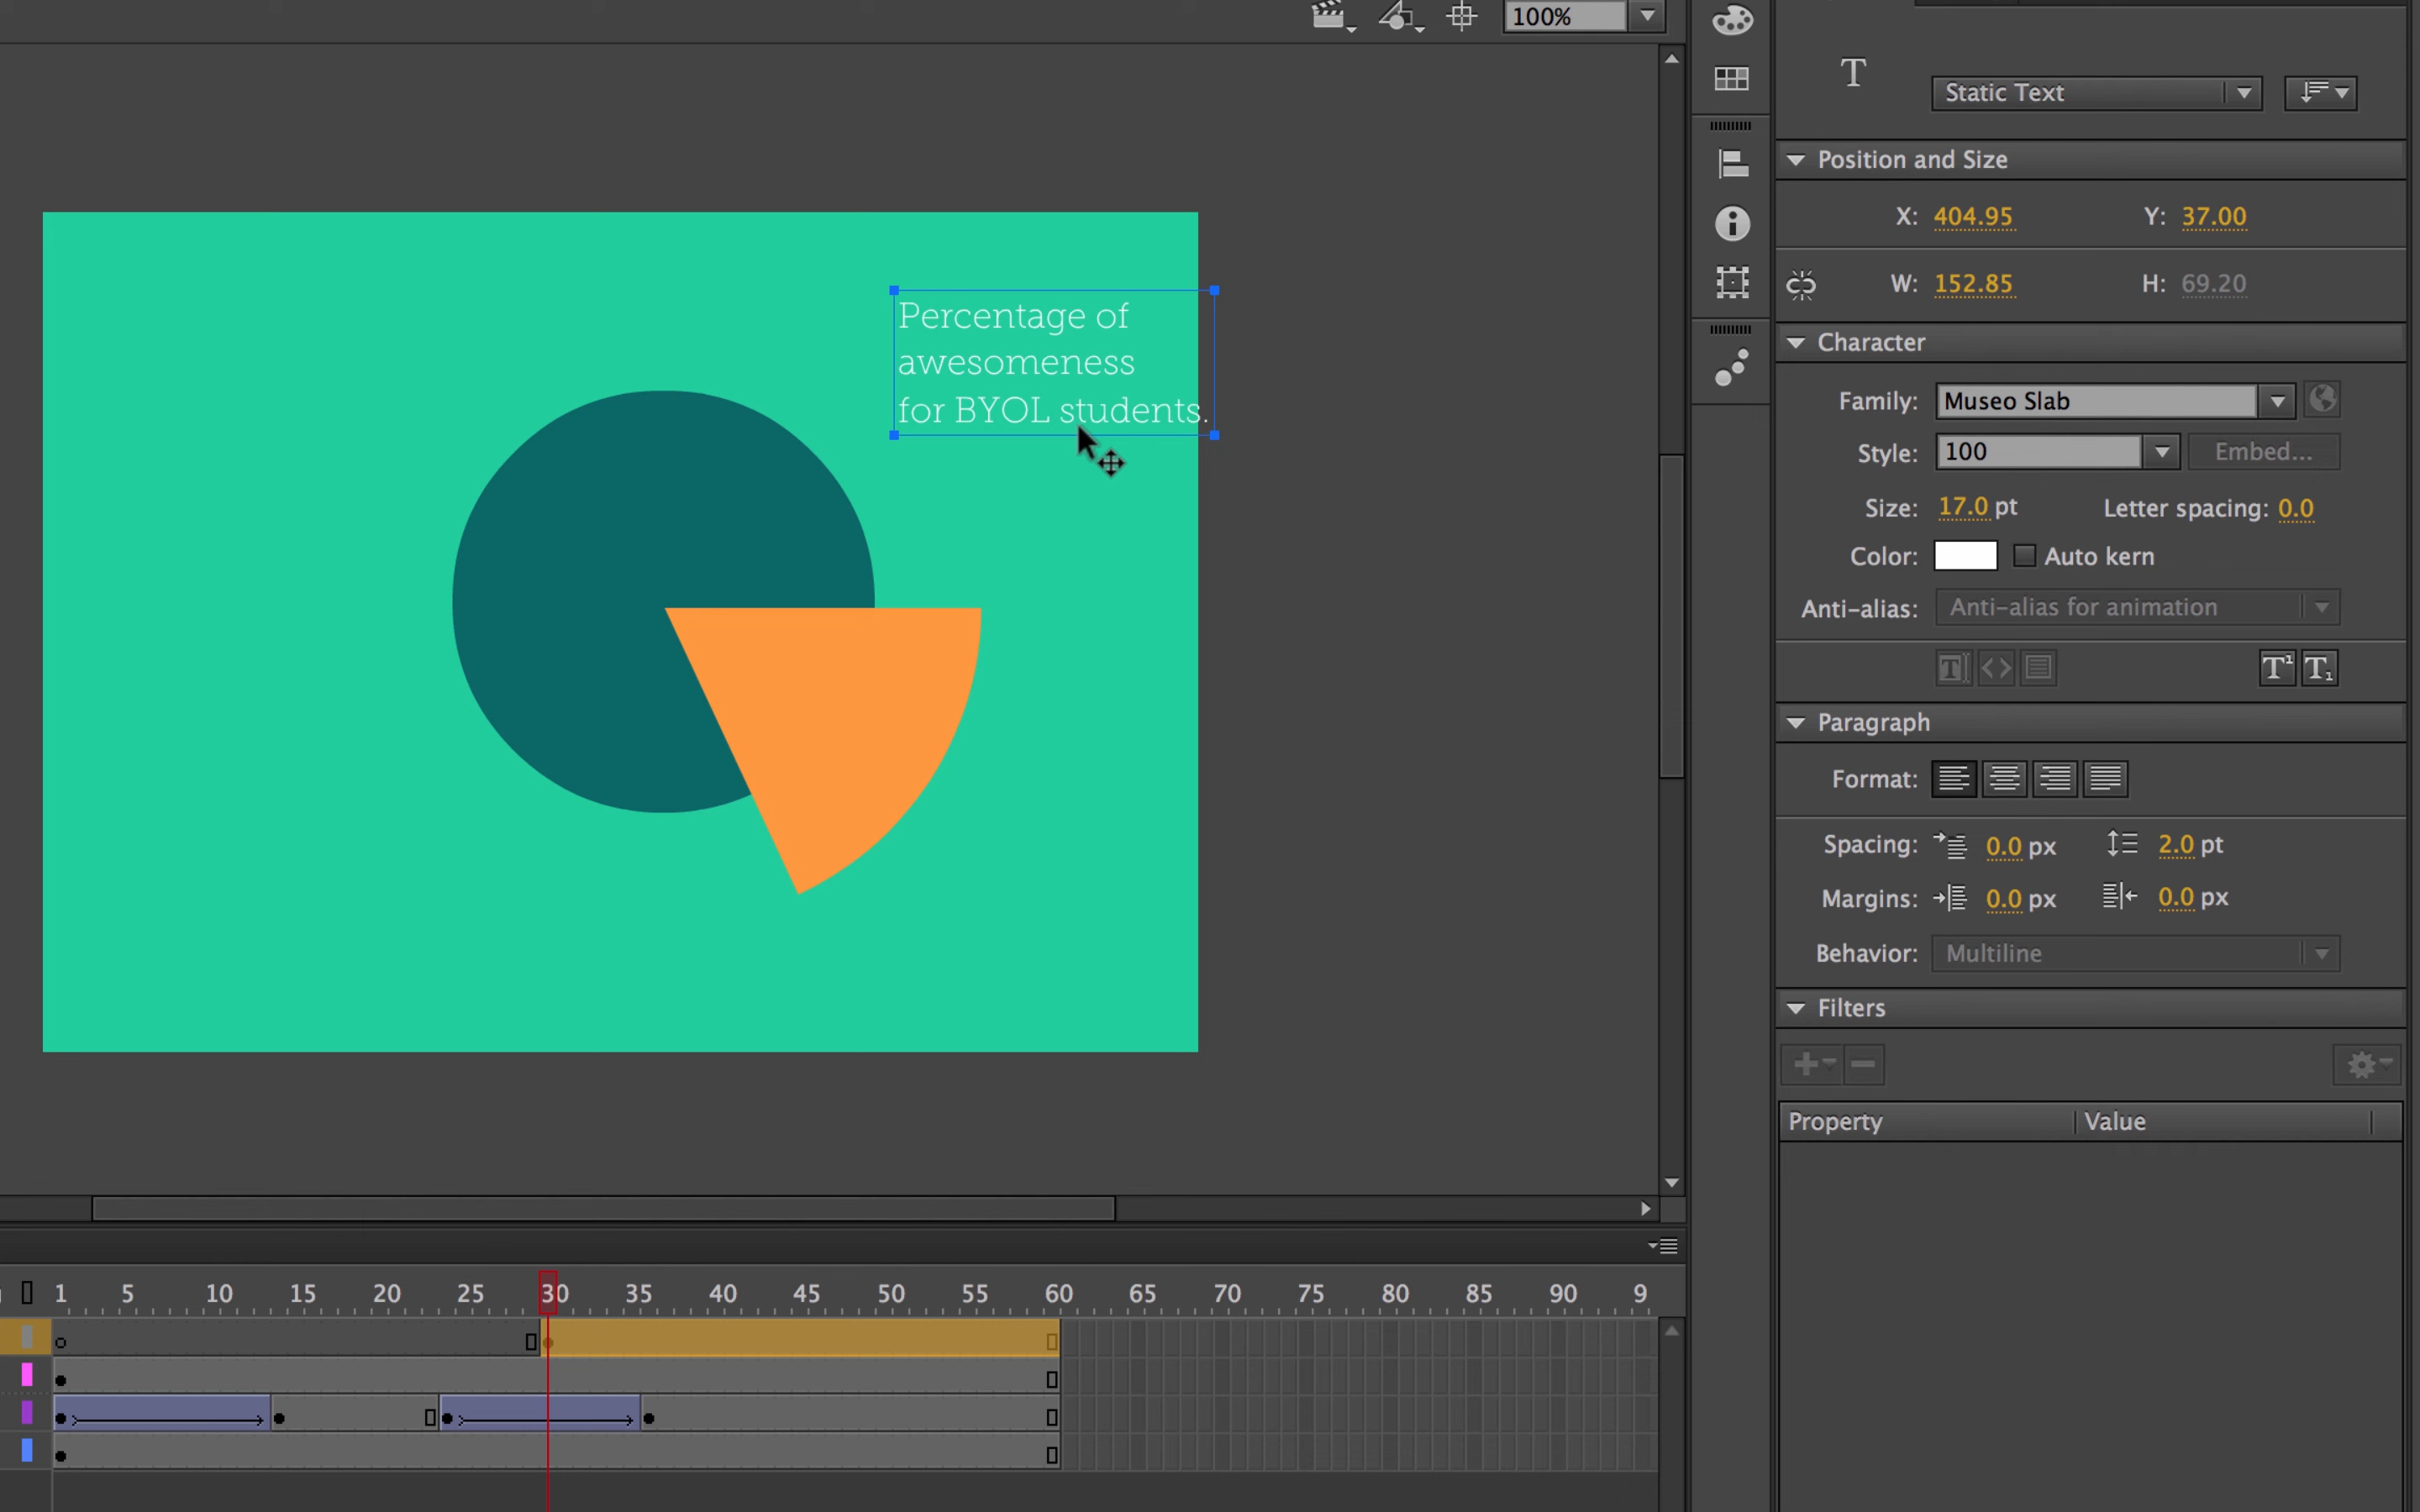 100%
Static Text
Position and Size
X: 404.95 Y: 37.00
W: 152.85 H: 69.20
Character
Family: Museo Slab
Style: 100 Embed...
Size: 17.0 pt Letter spacing: 0.0
Color: Auto kern
Anti-alias: Anti-alias for animation
Paragraph
Format:
Spacing: 0.0 px 2.0 pt
Margins: 0.0 px 0.0 px
Behavior: Multiline
Filters
Property Value
Percentage of
awesomeness
for BYOL students.
1 5 10 15 20 25 30 35 40 45 50 55 60 65 70 75 80 85 90 9